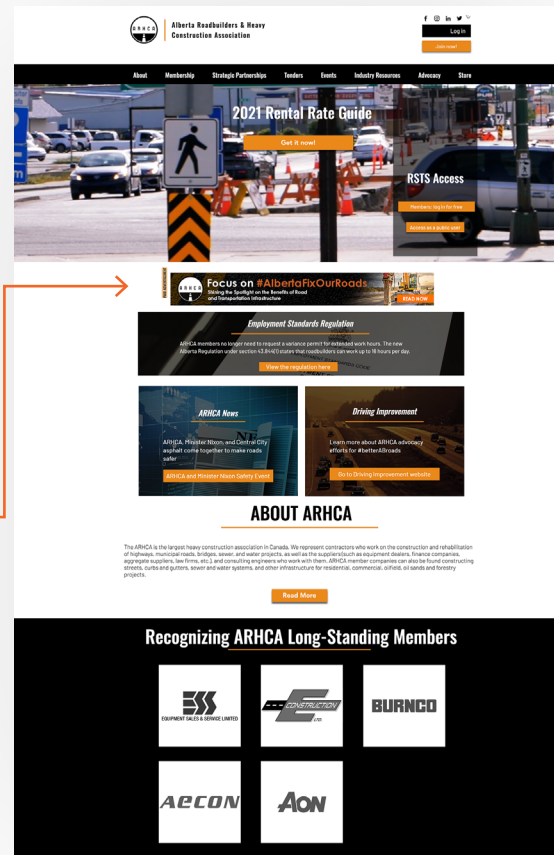 ARHCA
Alberta Roadbuilders & Heavy
Construction Association
Log In
Join now!
About Membership Strategic Partnerships Tenders Events Industry Resources Advocacy Store
2021 Rental Rate Guide
Get it now!
RSTS Access
Members, log in for free
Access as a public user
ARHCA
Focus on #AlbertaFixOurRoads
Shining the Spotlight on the Benefits of Road
and Transportation Infrastructure
READ NOW
Employment Standards Regulation
ARHCA members no longer need to request a variance permit for extended work hours. The new
Alberta Regulation under section 43.844(1) states that roadbuilders can work up to 16 hours per day.
View the regulation here
ARHCA News
ARHCA, Minister Nixon, and Central City
asphalt come together to make roads
safer
ARHCA and Minister Nixon Safety Event
Driving Improvement
Learn more about ARHCA advocacy
efforts for #betterABroads
Go to Driving Improvement website
ABOUT ARHCA
The ARHCA is the largest heavy construction association in Canada. We represent contractors who work on the construction and rehabilitation
of highways, municipal roads, bridges, sewer, and water projects, as well as the suppliers(such as equipment dealers, finance companies,
aggregate suppliers, law firms, etc.), and consulting engineers who work with them. ARHCA member companies can also be found constructing
streets, curbs and gutters, sewer and water systems, and other infrastructure for residential, commercial, oilfield, oil sands and forestry
projects.
Read More
Recognizing ARHCA Long-Standing Members
ESS
EQUIPMENT SALES & SERVICE LIMITED
E CONSTRUCTION
LTD.
BURNCO
AECON
AON